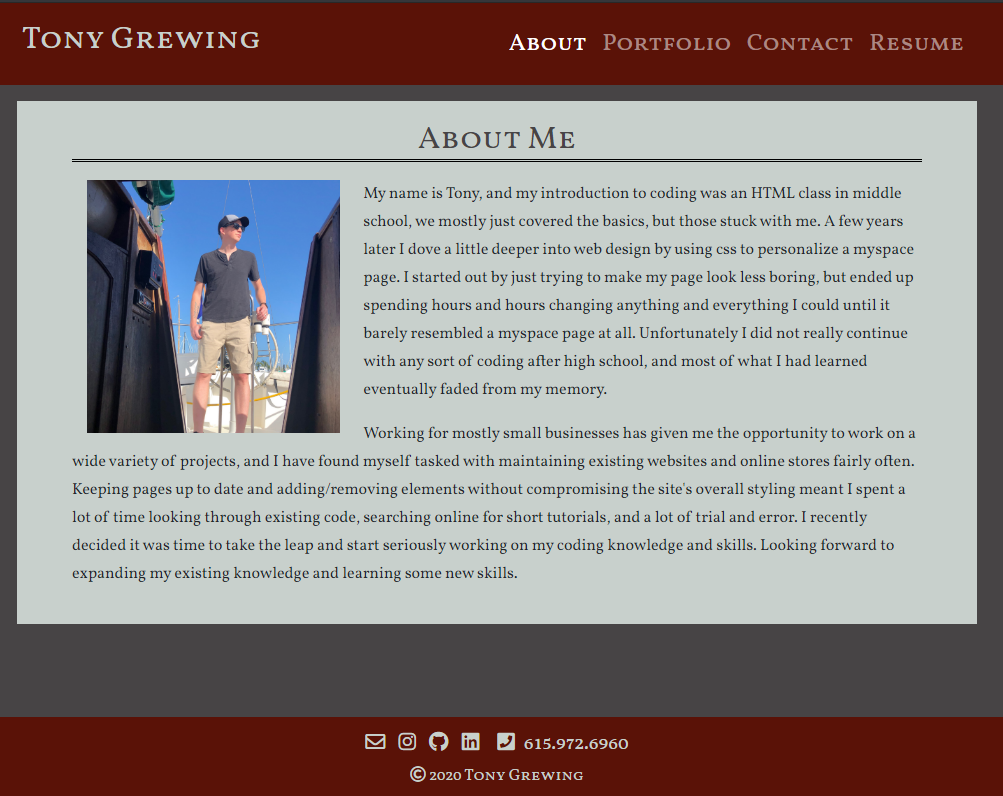 Tony Grewing
About Portfolio Contact Resume
About Me
My name is Tony, and my introduction to coding was an HTML class in middle
school, we mostly just covered the basics, but those stuck with me. A few years
later I dove a little deeper into web design by using css to personalize a myspace
page. I started out by just trying to make my page look less boring, but ended up
spending hours and hours changing anything and everything I could until it
barely resembled a myspace page at all. Unfortunately I did not really continue
with any sort of coding after high school, and most of what I had learned
eventually faded from my memory.
Working for mostly small businesses has given me the opportunity to work on a
wide variety of projects, and I have found myself tasked with maintaining existing websites and online stores fairly often.
Keeping pages up to date and adding/removing elements without compromising the site's overall styling meant I spent a
lot of time looking through existing code, searching online for short tutorials, and a lot of trial and error. I recently
decided it was time to take the leap and start seriously working on my coding knowledge and skills. Looking forward to
expanding my existing knowledge and learning some new skills.
615.972.6960
© 2020 Tony Grewing